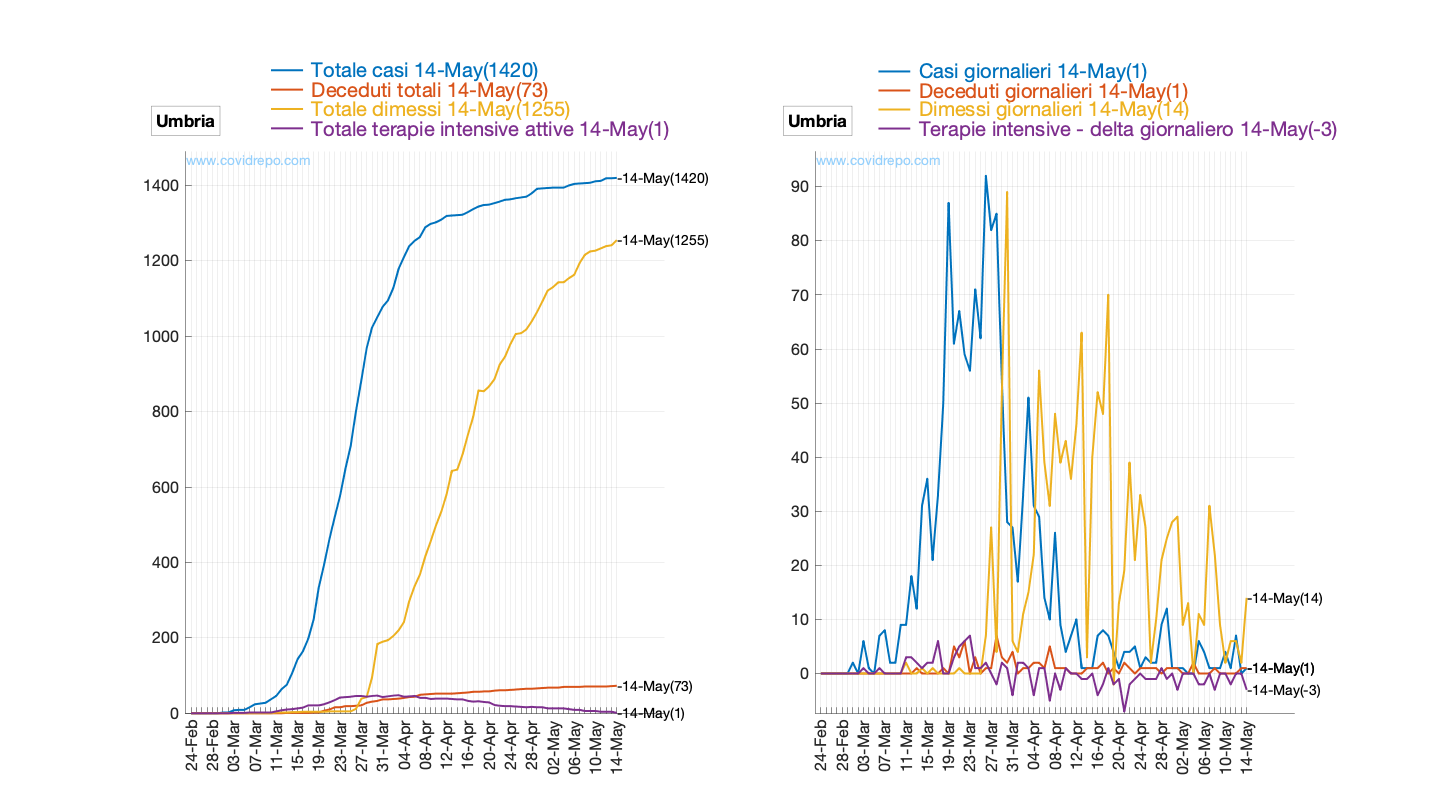 Totale casi 14-May(1420)
Deceduti totali 14-May(73)
Totale dimessi 14-May(1255)
Totale terapie intensive attive 14-May(1)
Umbria
www.covidrepo.com
1400
1200
1000
800
600
400
200
0
-14-May(1420)
-14-May(1255)
-14-May(73)
-14-May(1)
24-Feb
28-Feb
03-Mar
07-Mar
11-Mar
15-Mar
19-Mar
23-Mar
27-Mar
31-Mar
04-Apr
08-Apr
12-Apr
16-Apr
20-Apr
24-Apr
28-Apr
02-May
06-May
10-May
14-May
Casi giornalieri 14-May(1)
Deceduti giornalieri 14-May(1)
Dimessi giornalieri 14-May(14)
Terapie intensive - delta giornaliero 14-May(-3)
Umbria
www.covidrepo.com
90
80
70
60
50
40
30
20
10
0
-14-May(14)
-14-May(1)
-14-May(-3)
24-Feb
28-Feb
03-Mar
07-Mar
11-Mar
15-Mar
19-Mar
23-Mar
27-Mar
31-Mar
04-Apr
08-Apr
12-Apr
16-Apr
20-Apr
24-Apr
28-Apr
02-May
06-May
10-May
14-May